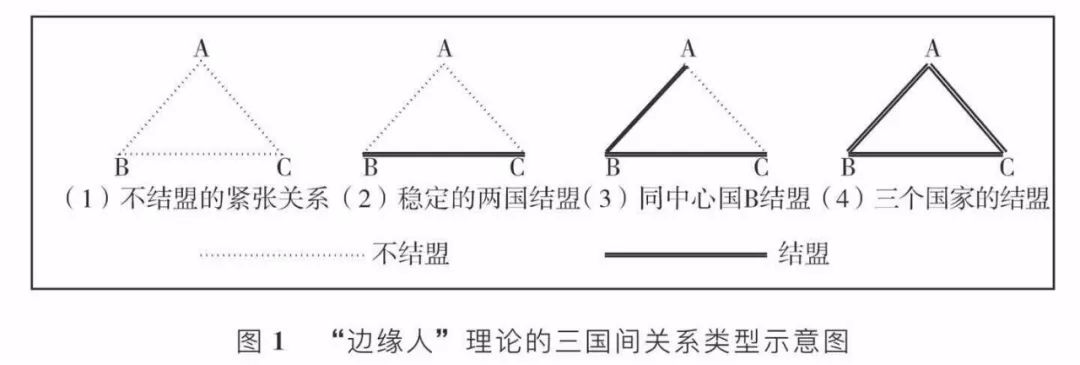 A A A A
B C B C B C B C
(1)不结盟的紧张关系(2)稳定的两国结盟(3)同中心国B结盟(4)三个国家的结盟
不结盟 结盟
图 1 “边缘人”理论的三国间关系类型示意图